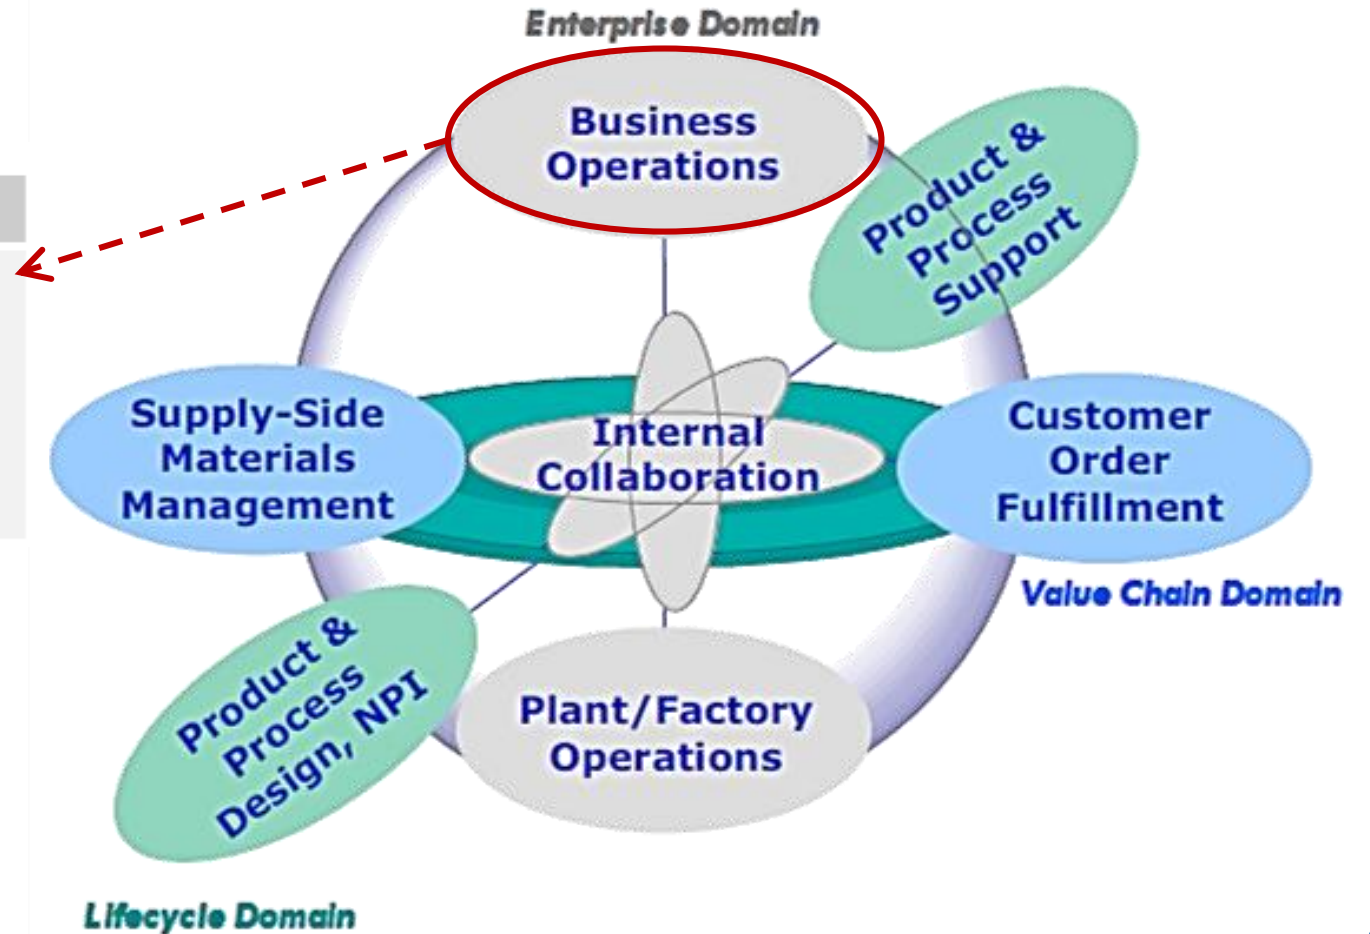 Enterprise Domain
Business
Operations
Product &
Process
Support
Supply-Side
Materials
Management
Internal
Collaboration
Customer
Order
Fulfillment
Value Chain Domain
Product &
Process
Design, NPI
Plant/Factory
Operations
Lifecycle Domain